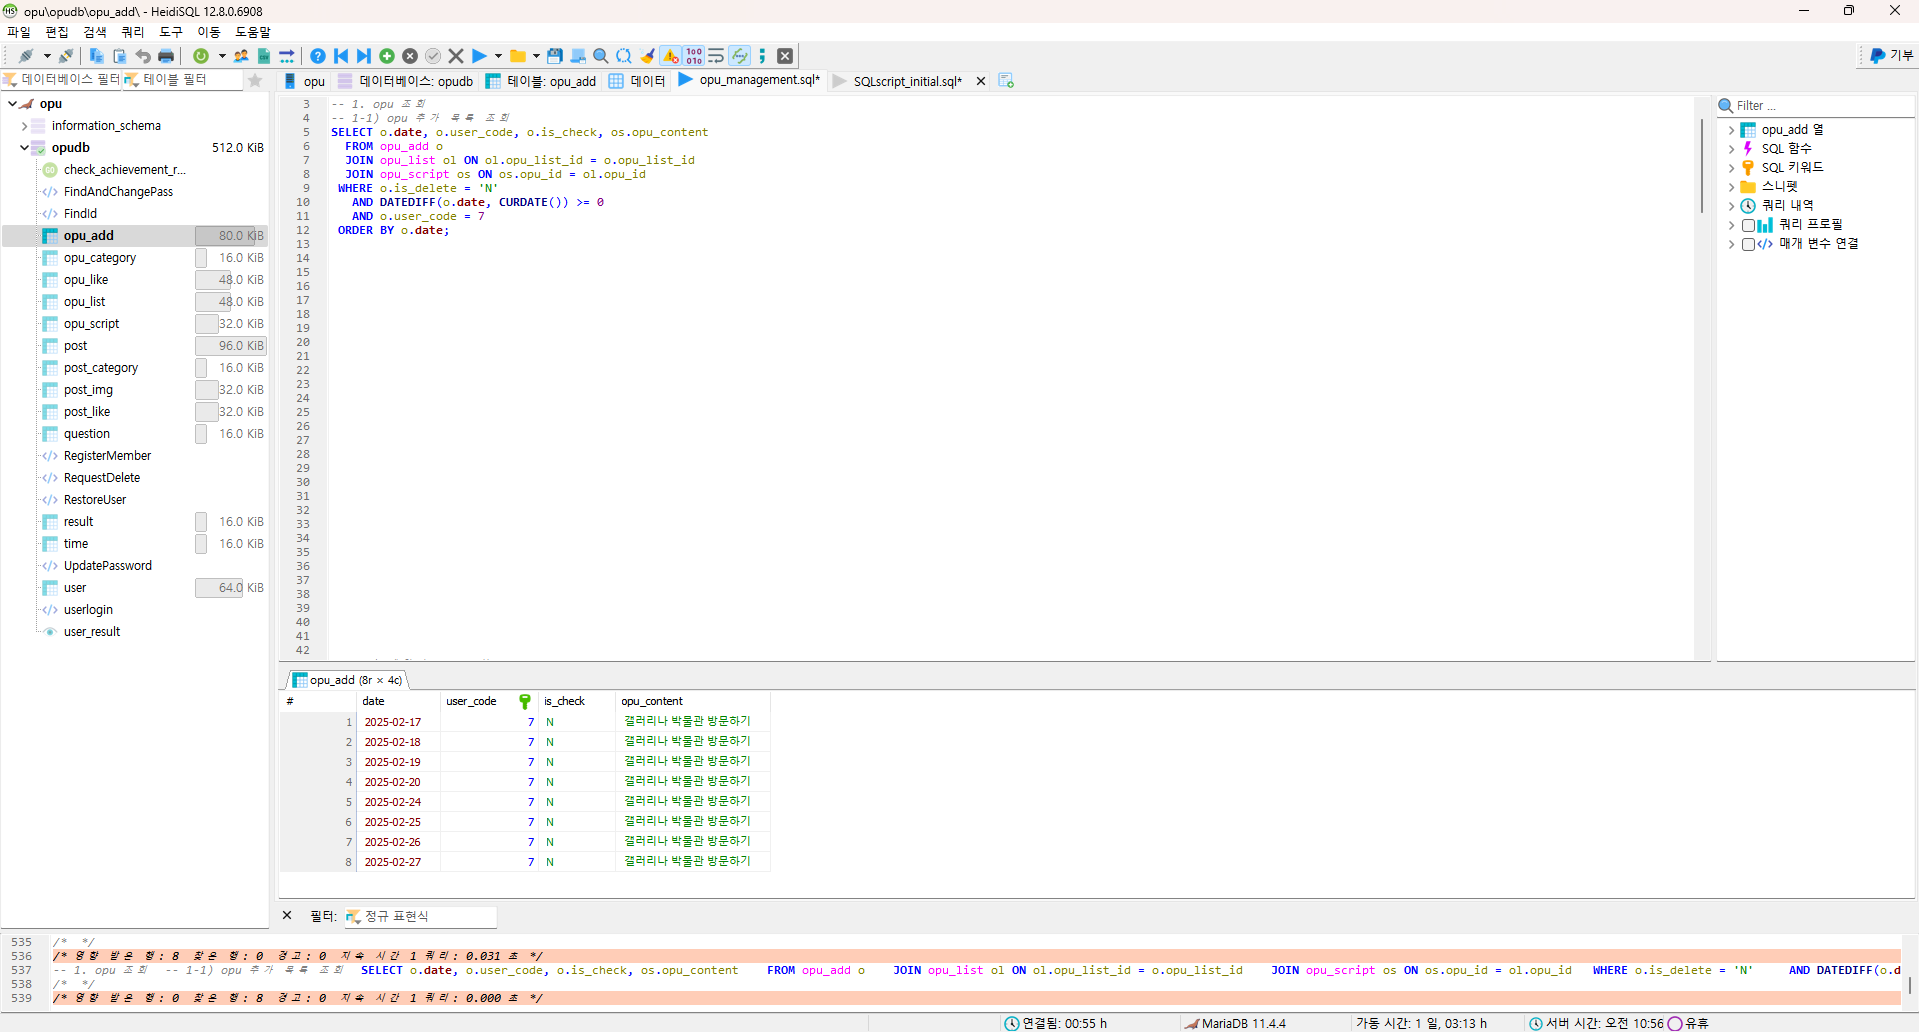 opu\opudb\opu_add\ - HeidiSQL 12.8.0.6908
파일 편집 검색 쿼리 도구 이동 도움말
기부
데이터베이스 필터 테이블 필터
opu 데이터베이스: opudb 테이블: opu_add 데이터 opu_management.sql* SQLscript_initial.sql*
opu
information_schema
opudb 512.0 KiB
check_achievement_r...
FindAndChangePass
FindId
opu_add 80.0 KiB
opu_category 16.0 KiB
opu_like 48.0 KiB
opu_list 48.0 KiB
opu_script 32.0 KiB
post 96.0 KiB
post_category 16.0 KiB
post_img 32.0 KiB
post_like 32.0 KiB
question 16.0 KiB
RegisterMember
RequestDelete
RestoreUser
result 16.0 KiB
time 16.0 KiB
UpdatePassword
user 64.0 KiB
userlogin
user_result
3 -- 1. opu 조회
4 -- 1-1) opu 추가 목록 조회
5 SELECT o.date, o.user_code, o.is_check, os.opu_content
6 FROM opu_add o
7 JOIN opu_list ol ON ol.opu_list_id = o.opu_list_id
8 JOIN opu_script os ON os.opu_id = ol.opu_id
9 WHERE o.is_delete = 'N'
10 AND DATEDIFF(o.date, CURDATE()) >= 0
11 AND o.user_code = 7
12 ORDER BY o.date;
13
14
15
16
17
18
19
20
21
22
23
24
25
26
27
28
29
30
31
32
33
34
35
36
37
38
39
40
41
42
Filter ...
opu_add 열
SQL 함수
SQL 키워드
스니펫
쿼리 내역
쿼리 프로필
매개 변수 연결
opu_add (8r × 4c)
# date user_code is_check opu_content
1 2025-02-17 7 N 갤러리나 박물관 방문하기
2 2025-02-18 7 N 갤러리나 박물관 방문하기
3 2025-02-19 7 N 갤러리나 박물관 방문하기
4 2025-02-20 7 N 갤러리나 박물관 방문하기
5 2025-02-24 7 N 갤러리나 박물관 방문하기
6 2025-02-25 7 N 갤러리나 박물관 방문하기
7 2025-02-26 7 N 갤러리나 박물관 방문하기
8 2025-02-27 7 N 갤러리나 박물관 방문하기
필터: 정규 표현식
535 /* */
536 /* 영향 받은 행: 8 찾은 행: 0 경고: 0 지속 시간 1 쿼리: 0.031 초 */
537 -- 1. opu 조회 -- 1-1) opu 추가 목록 조회 SELECT o.date, o.user_code, o.is_check, os.opu_content FROM opu_add o JOIN opu_list ol ON ol.opu_list_id = o.opu_list_id JOIN opu_script os ON os.opu_id = ol.opu_id WHERE o.is_delete = 'N' AND DATEDIFF(o.d
538 /* */
539 /* 영향 받은 행: 0 찾은 행: 8 경고: 0 지속 시간 1 쿼리: 0.000 초 */
연결됨: 00:55 h MariaDB 11.4.4 가동 시간: 1 일, 03:13 h 서버 시간: 오전 10:56 유휴